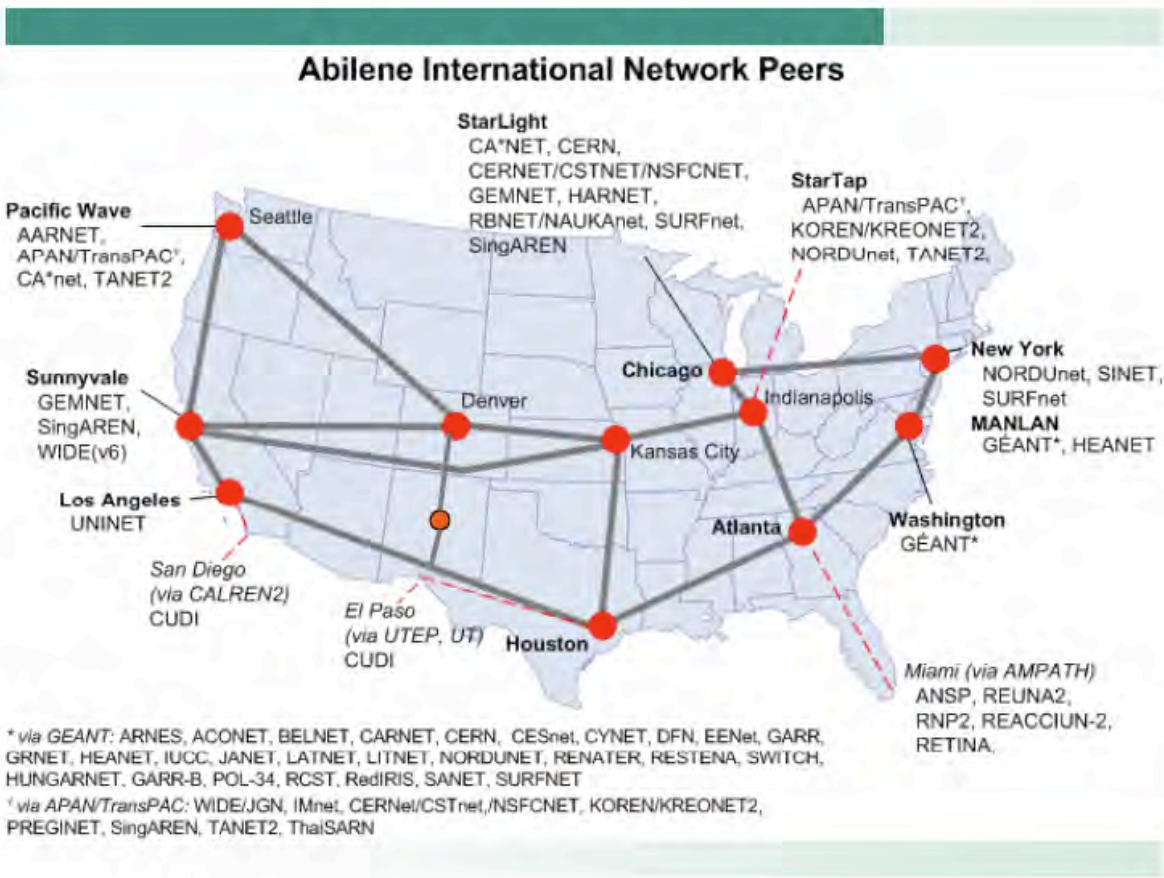 Abilene International Network Peers
StarLight
CA*NET, CERN,
CERNET/CSTNET/NSFCNET,
GEMNET, HARNET,
RBNET/NAUKAnet, SURFnet,
SingAREN
StarTap
APAN/TransPAC†,
KOREN/KREONET2,
NORDUnet, TANET2,
Pacific Wave
AARNET,
APAN/TransPAC†,
CA*net, TANET2
Seattle
Sunnyvale
GEMNET,
SingAREN,
WIDE(v6)
Denver
Chicago
Indianapolis
Kansas City
New York
NORDUnet, SINET,
SURFnet
MANLAN
GÉANT*, HEANET
Los Angeles
UNINET
Atlanta
Washington
GÉANT*
San Diego
(via CALREN2)
CUDI
El Paso
(via UTEP, UT)
CUDI
Houston
Miami (via AMPATH)
ANSP, REUNA2,
RNP2, REACCIUN-2,
RETINA,
* via GEANT: ARNES, ACONET, BELNET, CARNET, CERN, CESnet, CYNET, DFN, EENet, GARR,
GRNET, HEANET, IUCC, JANET, LATNET, LITNET, NORDUNET, RENATER, RESTENA, SWITCH,
HUNGARNET, GARR-B, POL-34, RCST, RedIRIS, SANET, SURFNET
† via APAN/TransPAC: WIDE/JGN, IMnet, CERNet/CSTnet,/NSFCNET, KOREN/KREONET2,
PREGINET, SingAREN, TANET2, ThaiSARN